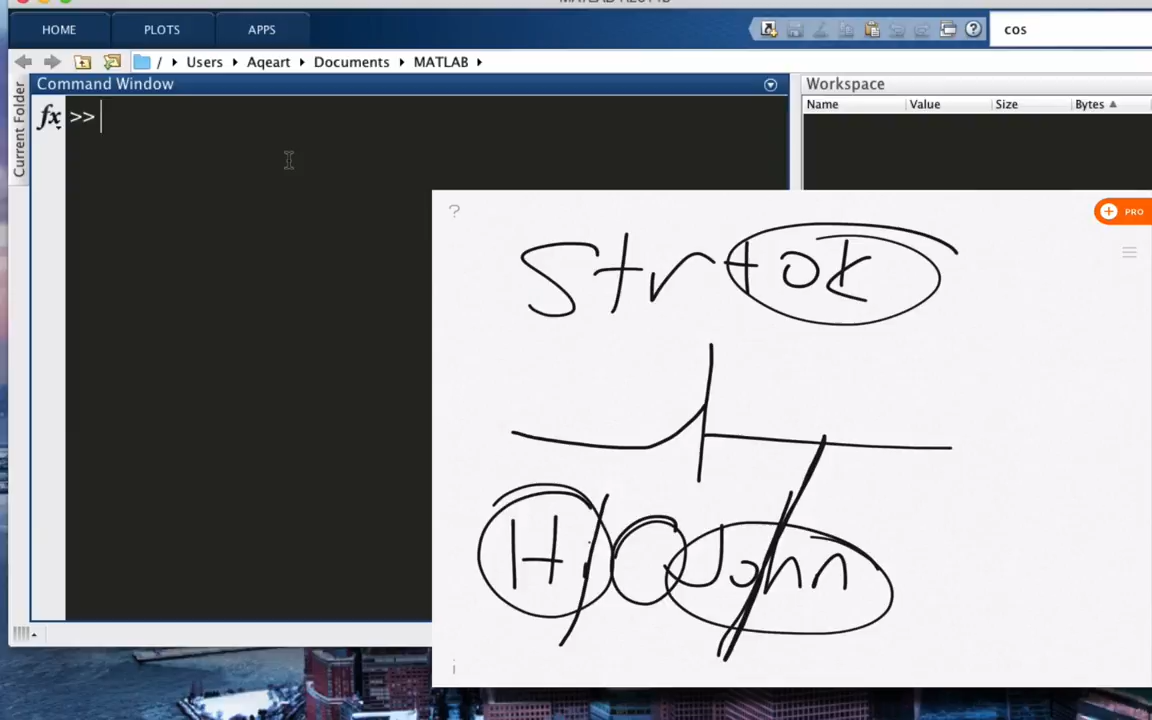 HOME PLOTS APPS cos
/ Users Aqeart Documents MATLAB
Command Window
Workspace
Current Folder
fx >>
Name Value Size Bytes
?
PRO
Strtok
Hi John